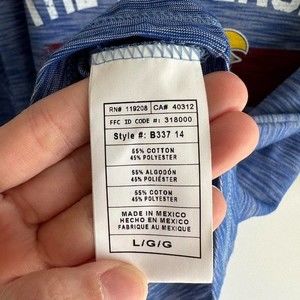 RN# 119208 CA# 40312
FFC ID CODE #: 318000
Style #: B337 14
55% COTTON
45% POLYESTER
55% ALGODÓN
45% POLIÉSTER
55% COTON
45% POLYESTER
MADE IN MEXICO
HECHO EN MEXICO
FABRIQUE AU MEXIQUE
L/G/G